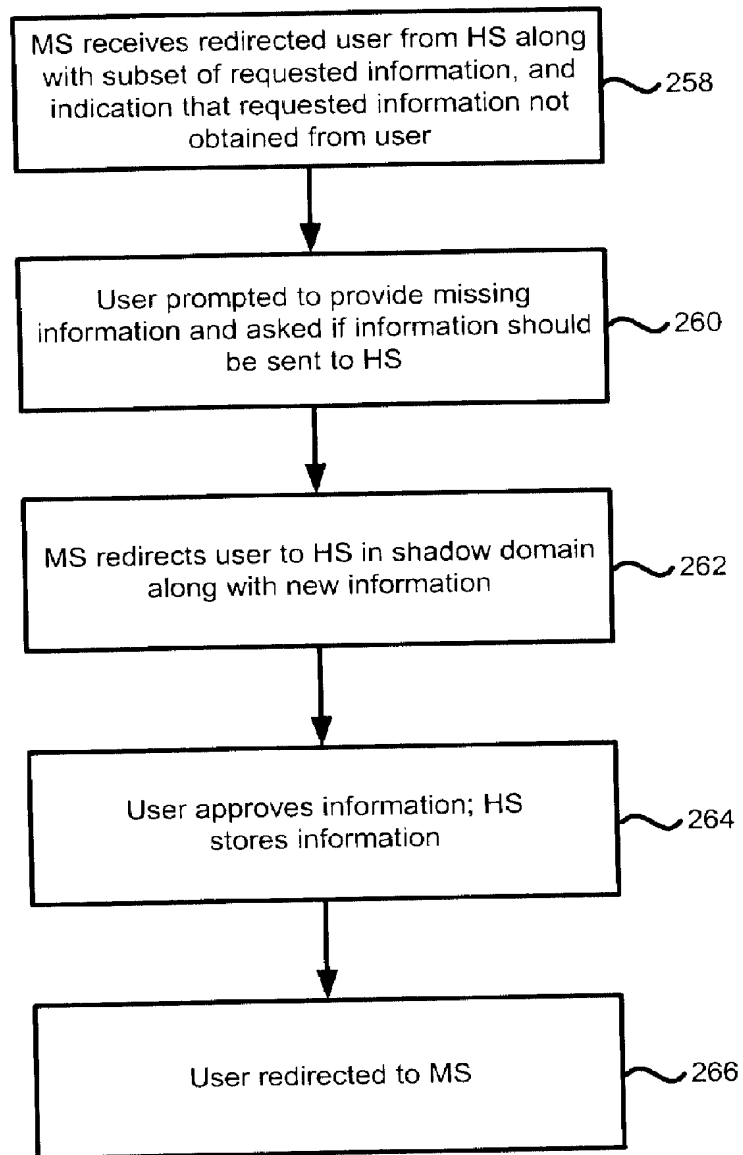 MS receives redirected user from HS along
with subset of requested information, and
indication that requested information not
obtained from user
258
User prompted to provide missing
information and asked if information should
be sent to HS
260
MS redirects user to HS in shadow domain
along with new information
262
User approves information; HS
stores information
264
User redirected to MS
266